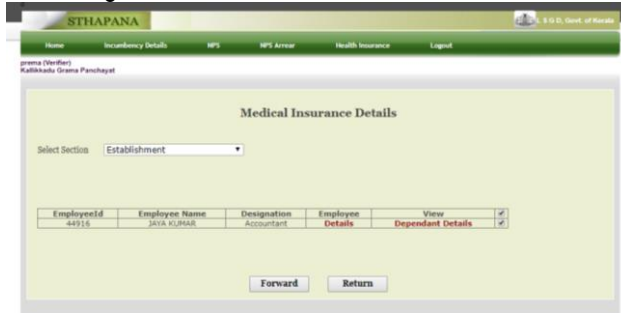 STHAPANA
L S G D, Govt. of Kerala
Home Incumbency Details NPS NPS Arrear Health Insurance Logout
prema (Verifier)
Kallikkadu Grama Panchayat
Medical Insurance Details
Select Section Establishment
EmployeeId Employee Name Designation Employee View
44916 JAYA KUMAR Accountant Details Dependant Details
Forward Return